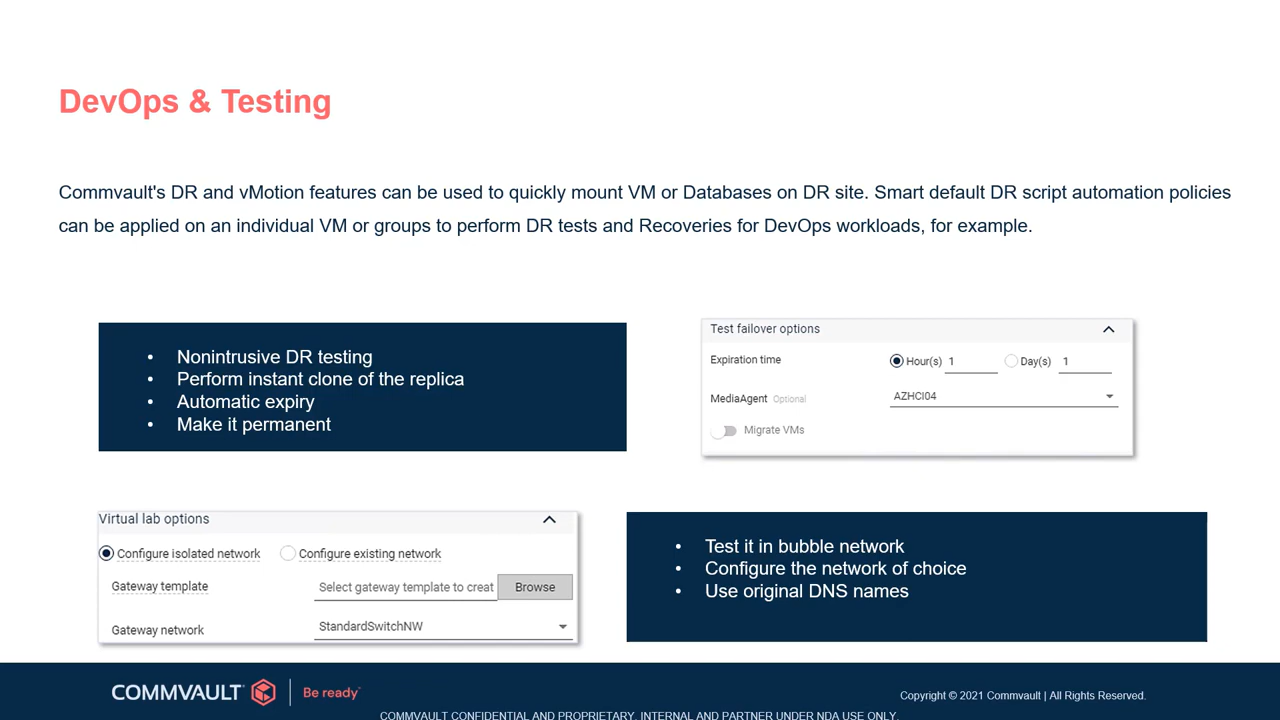 DevOps & Testing
Commvault's DR and vMotion features can be used to quickly mount VM or Databases on DR site. Smart default DR script automation policies
can be applied on an individual VM or groups to perform DR tests and Recoveries for DevOps workloads, for example.
• Nonintrusive DR testing
• Perform instant clone of the replica
• Automatic expiry
• Make it permanent
Test failover options
Expiration time Hour(s) 1 Day(s) 1
MediaAgent Optional AZHCI04
Migrate VMs
Virtual lab options
Configure isolated network Configure existing network
Gateway template Select gateway template to creat Browse
Gateway network StandardSwitchNW
• Test it in bubble network
• Configure the network of choice
• Use original DNS names
COMMVAULT Be ready
Copyright © 2021 Commvault | All Rights Reserved.
COMMVAULT CONFIDENTIAL AND PROPRIETARY. INTERNAL AND PARTNER UNDER NDA USE ONLY.